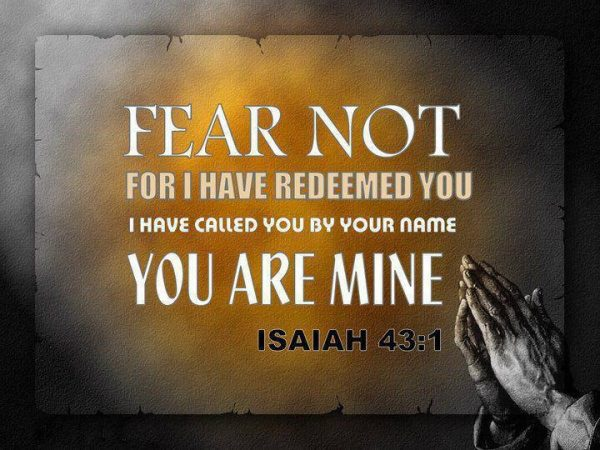 FEAR NOT
FOR I HAVE REDEEMED YOU
I HAVE CALLED YOU BY YOUR NAME
YOU ARE MINE
ISAIAH 43:1